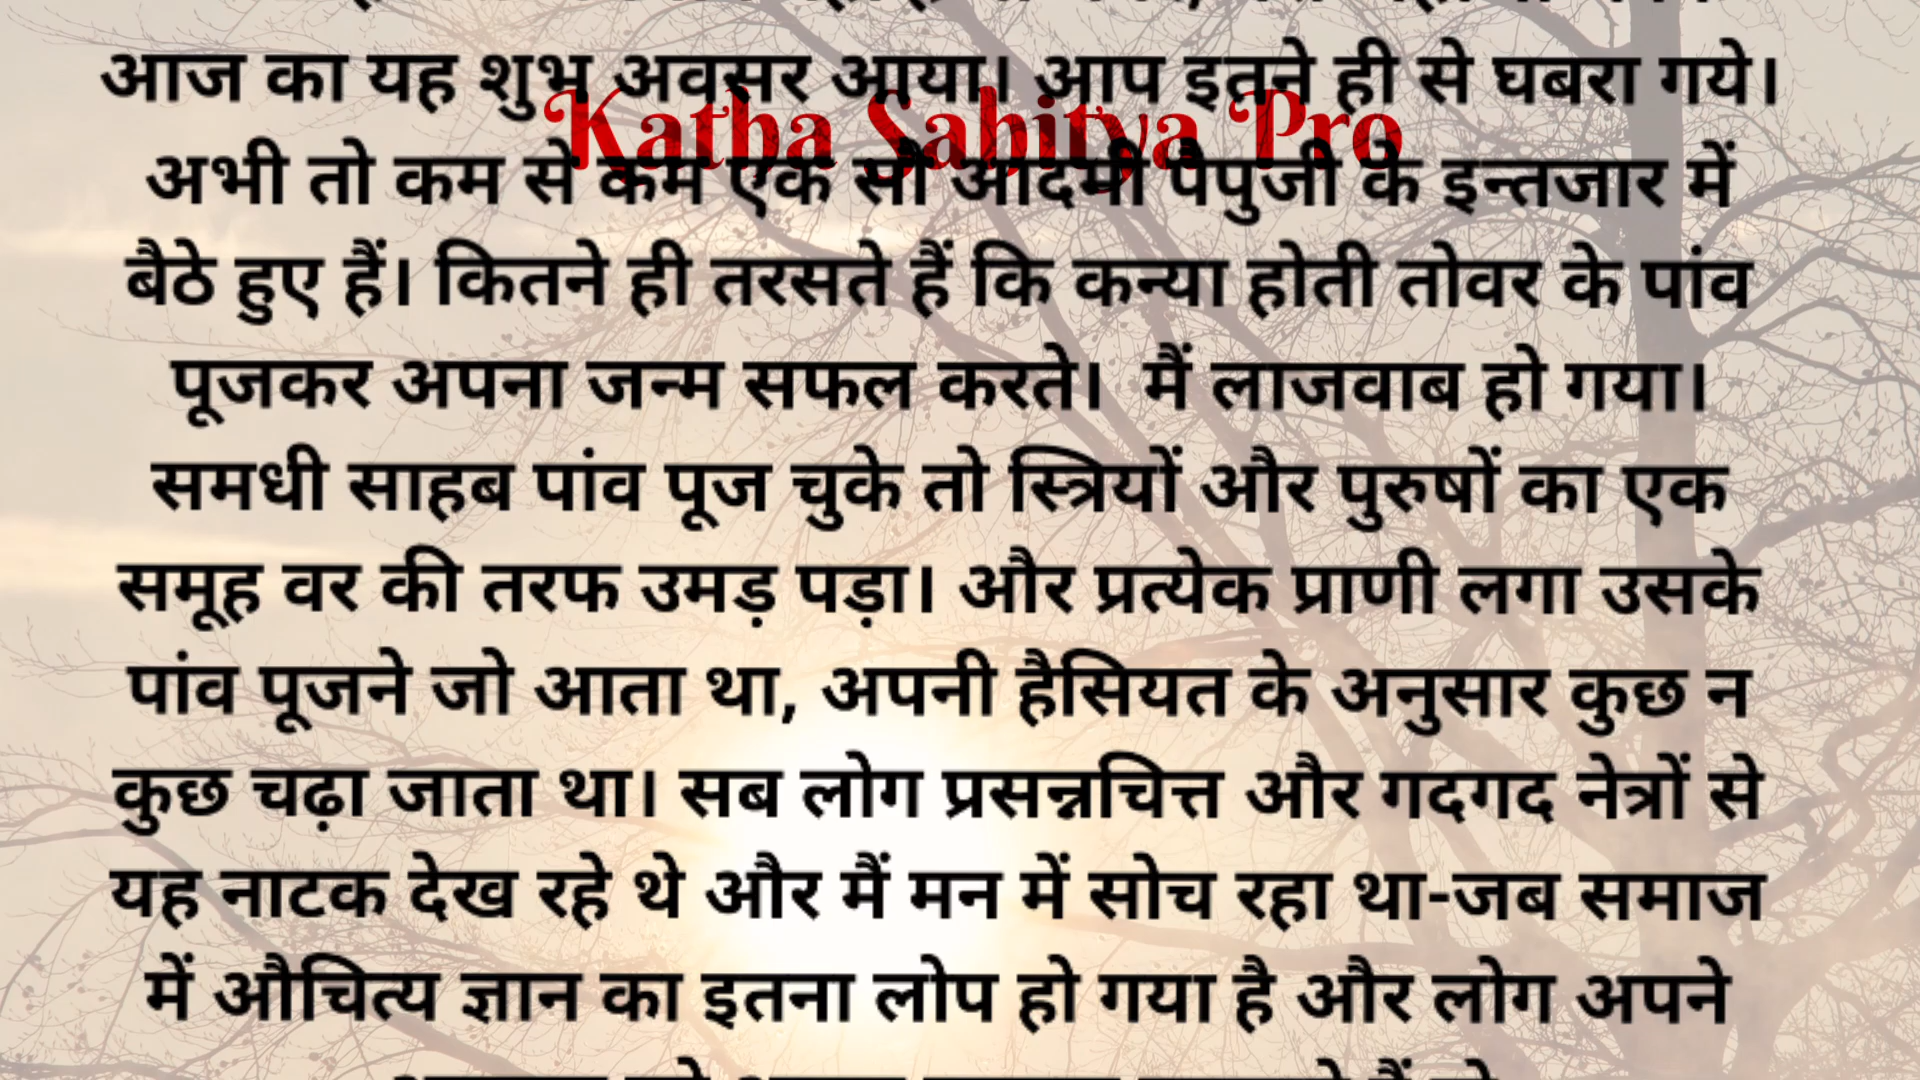 आज का यह शुभ अवसर आया। आप इतने ही से घबरा गये।
Katha Sahitya Pro
अभी तो कम से कम एक सौ आदमी पैपुजी के इन्तजार में
बैठे हुए हैं। कितने ही तरसते हैं कि कन्या होती तोवर के पांव
पूजकर अपना जन्म सफल करते। मैं लाजवाब हो गया।
समधी साहब पांव पूज चुके तो स्त्रियों और पुरुषों का एक
समूह वर की तरफ उमड़ पड़ा। और प्रत्येक प्राणी लगा उसके
पांव पूजने जो आता था, अपनी हैसियत के अनुसार कुछ न
कुछ चढ़ा जाता था। सब लोग प्रसन्नचित्त और गदगद नेत्रों से
यह नाटक देख रहे थे और मैं मन में सोच रहा था-जब समाज
में औचित्य ज्ञान का इतना लोप हो गया है और लोग अपने